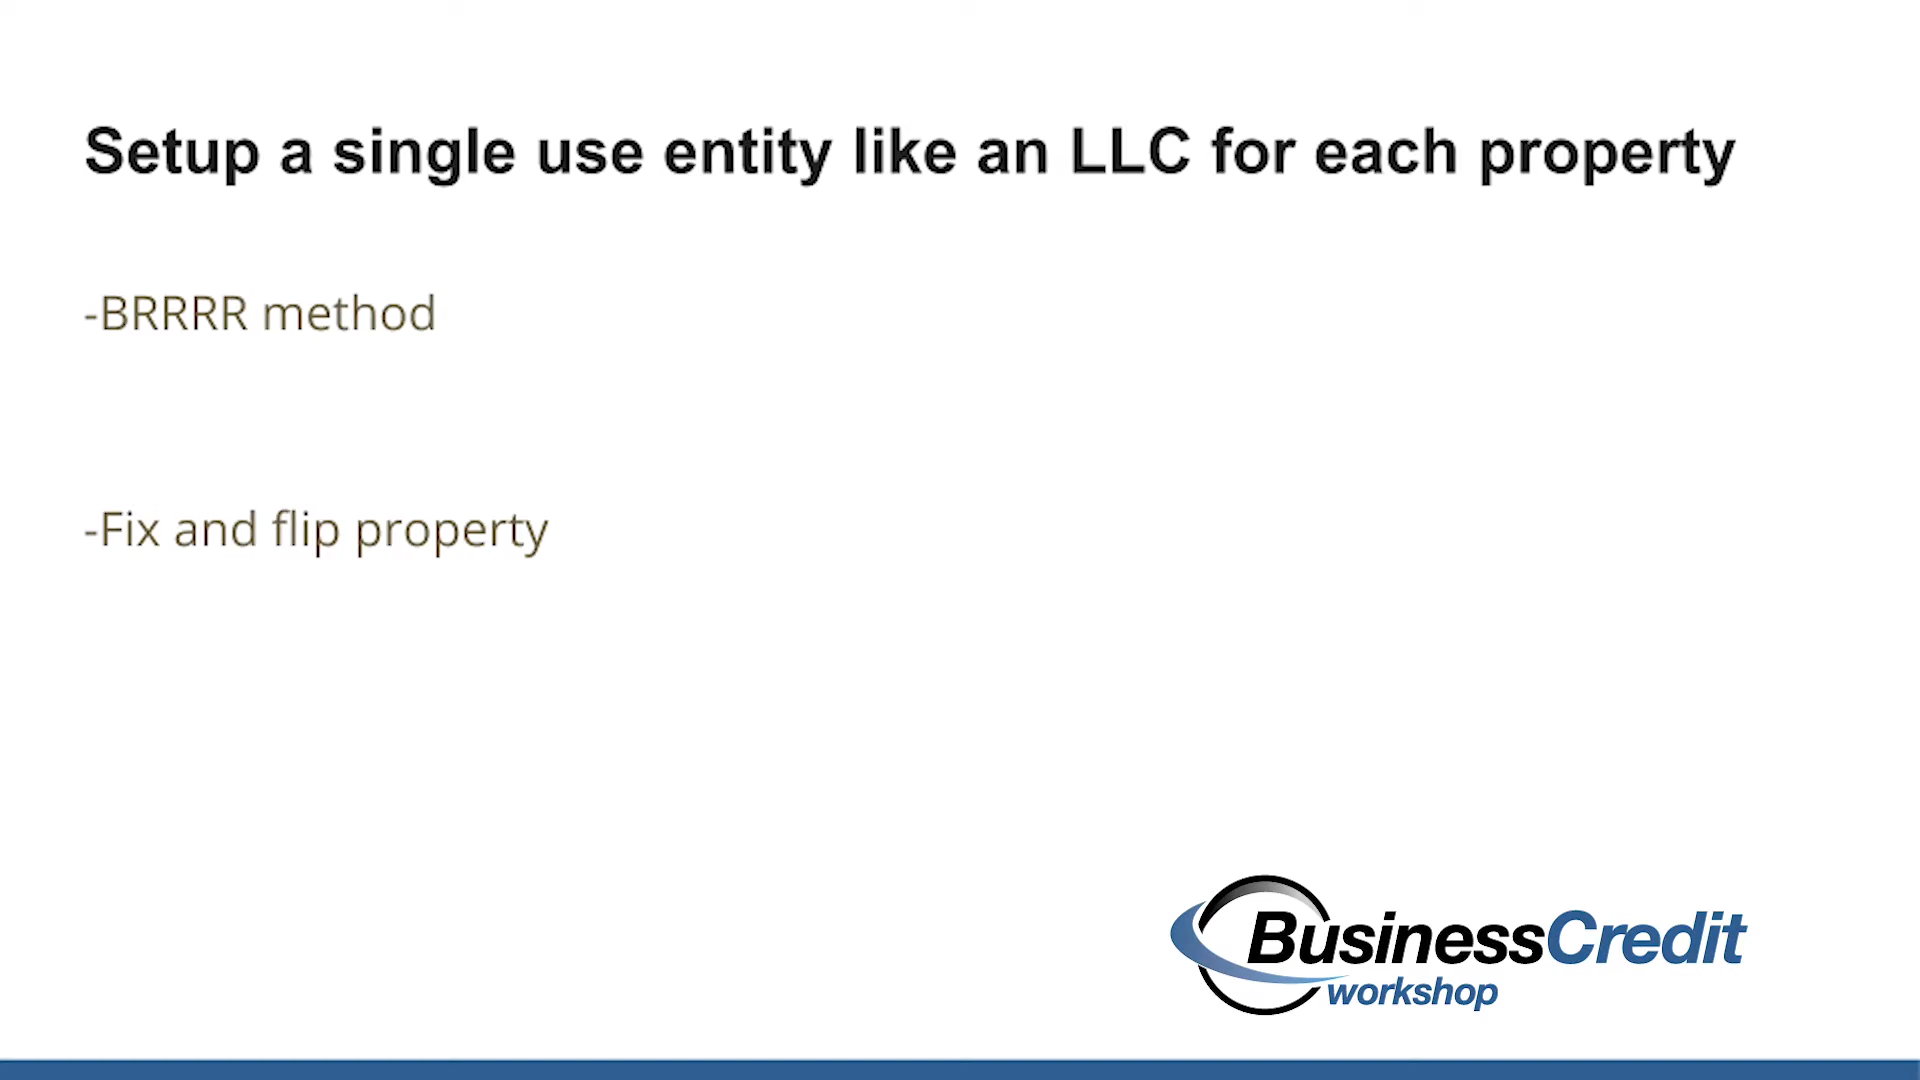 Setup a single use entity like an LLC for each property
-BRRRR method
-Fix and flip property
BusinessCredit
workshop